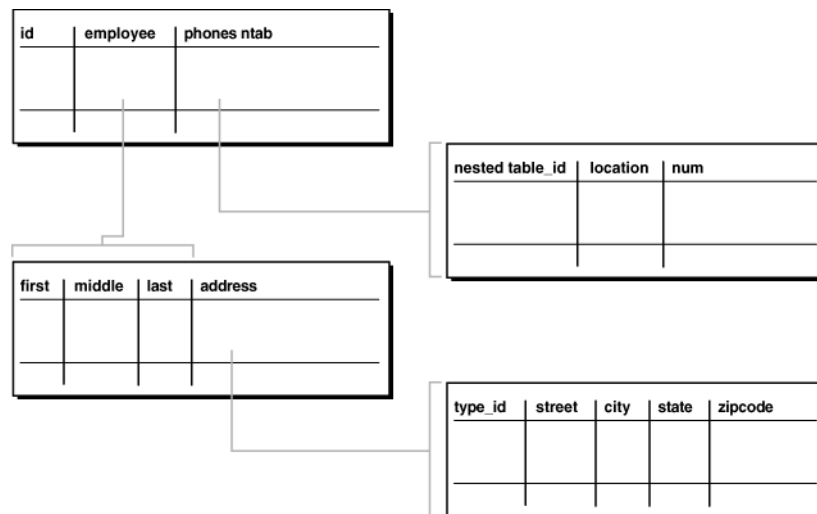 id employee phones ntab
nested table_id location num
first middle last address
type_id street city state zipcode